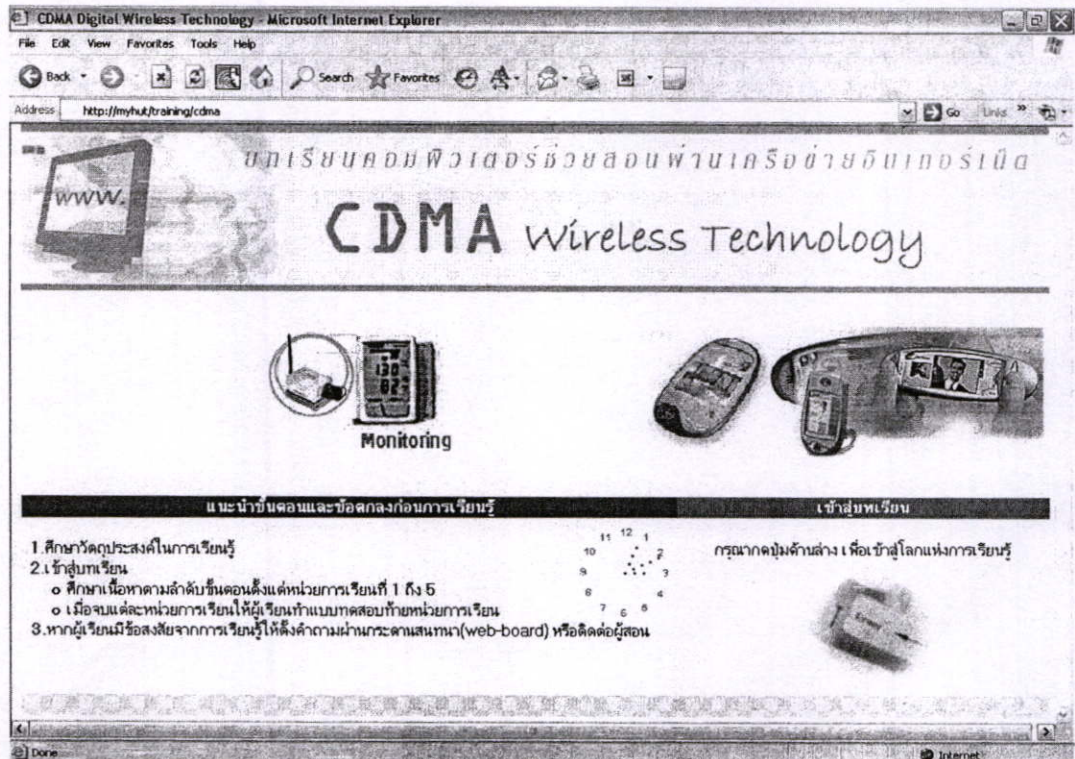 CDMA Digital Wireless Technology - Microsoft Internet Explorer
File Edit View Favorites Tools Help
Back Search Favorites
Address http://myhut/training/cdma Go Links
บทเรียนคอมพิวเตอร์ช่วยสอนผ่านเครือข่ายอินเทอร์เน็ต
www.
CDMA Wireless Technology
130
82
Monitoring
แนะนำขั้นตอนและข้อตกลงก่อนการเรียนรู้
เข้าสู่บทเรียน
1.ศึกษาวัตถุประสงค์ในการเรียนรู้
2.เข้าสู่บทเรียน
o ศึกษาเนื้อหาตามลำดับขั้นตอนตั้งแต่หน่วยการเรียนที่ 1 ถึง 5
o เมื่อจบแต่ละหน่วยการเรียนให้ผู้เรียนทำแบบทดสอบท้ายหน่วยการเรียน
3.หากผู้เรียนมีข้อสงสัยจากการเรียนรู้ให้ตั้งคำถามผ่านกระดานสนทนา(web-board) หรือติดต่อผู้สอน
11 12 1
10 2
9 3
8 4
7 6 5
กรุณากดปุ่มด้านล่าง เพื่อเข้าสู่โลกแห่งการเรียนรู้
Enter
Done Internet